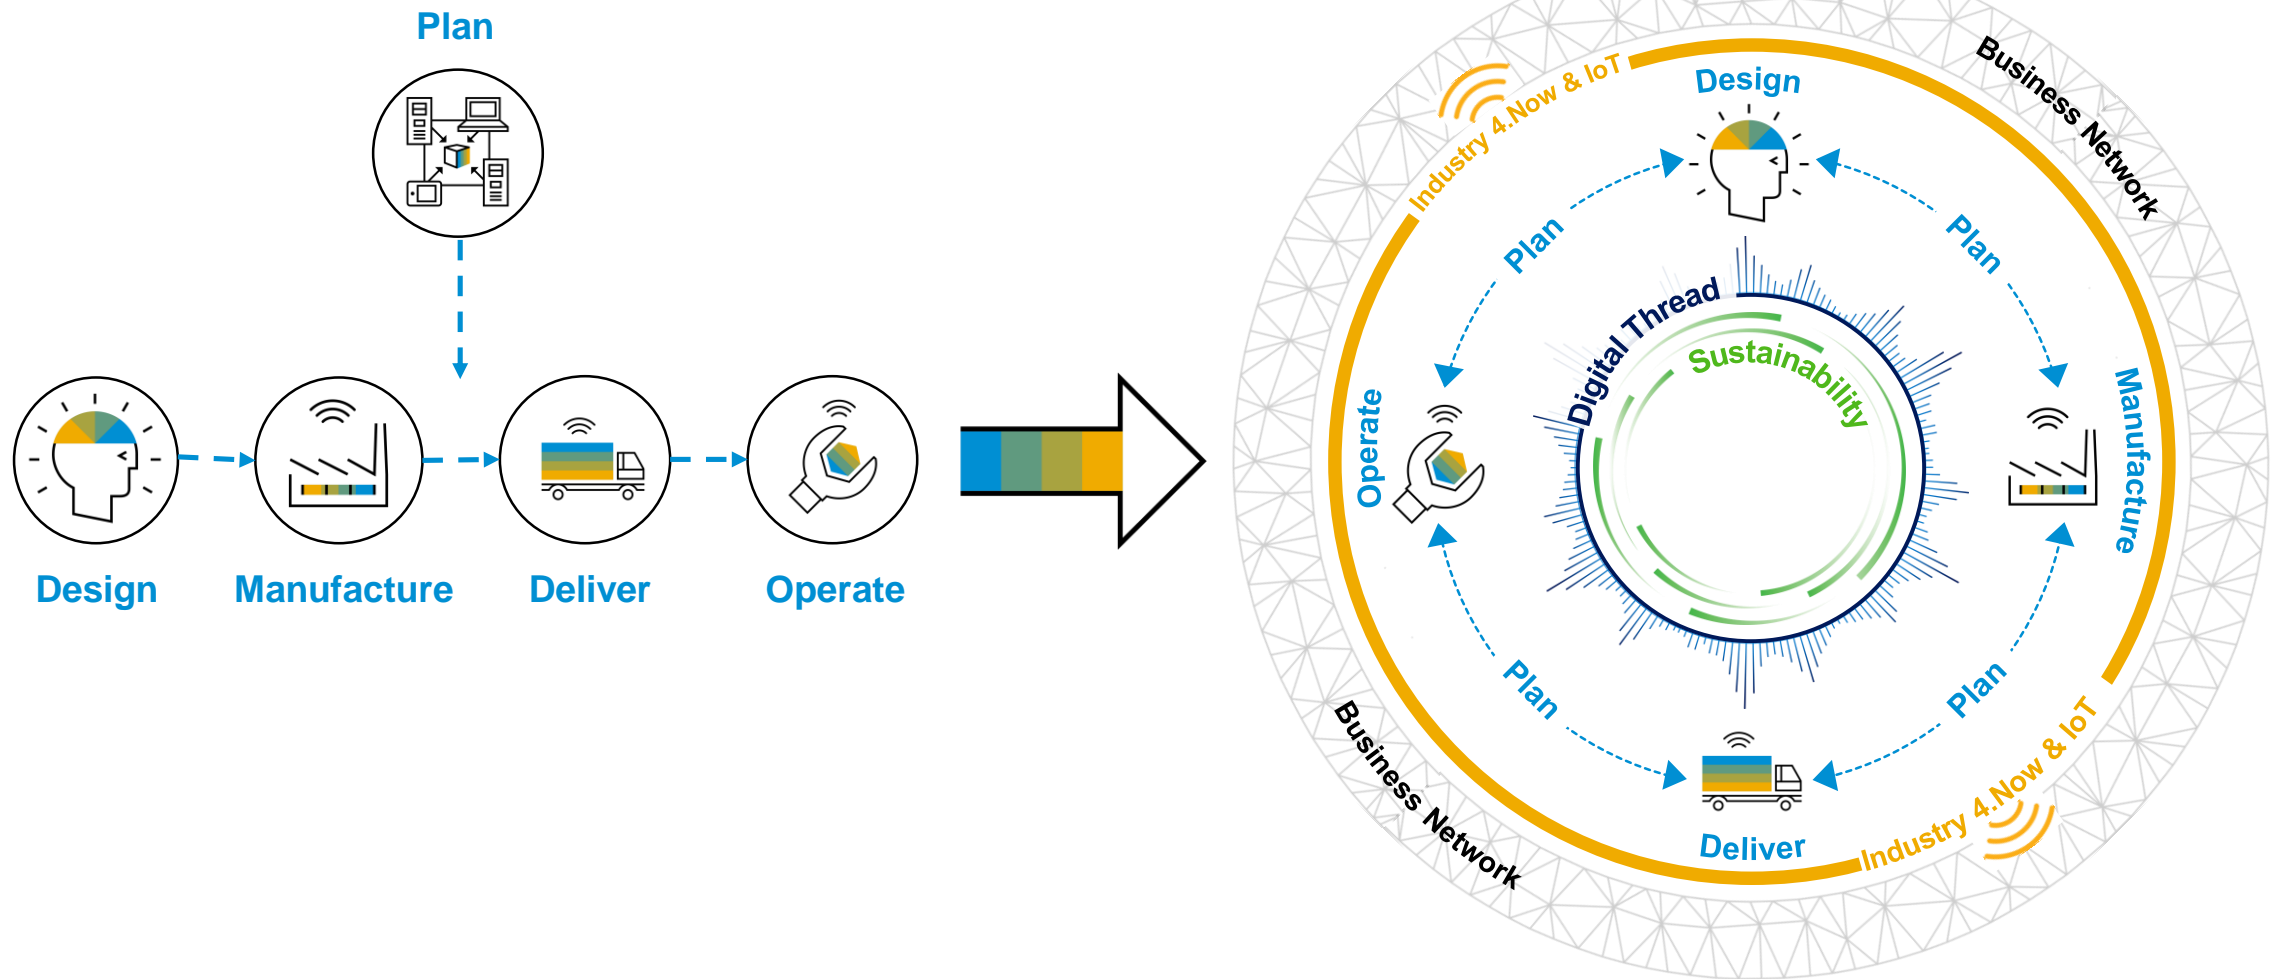 Plan
Design
Manufacture
Deliver
Operate
Business Network
Industry 4.Now & IoT
Design
Plan
Plan
Digital Thread
Sustainability
Operate
Manufacture
Plan
Plan
Deliver
Industry 4.Now & IoT
Business Network